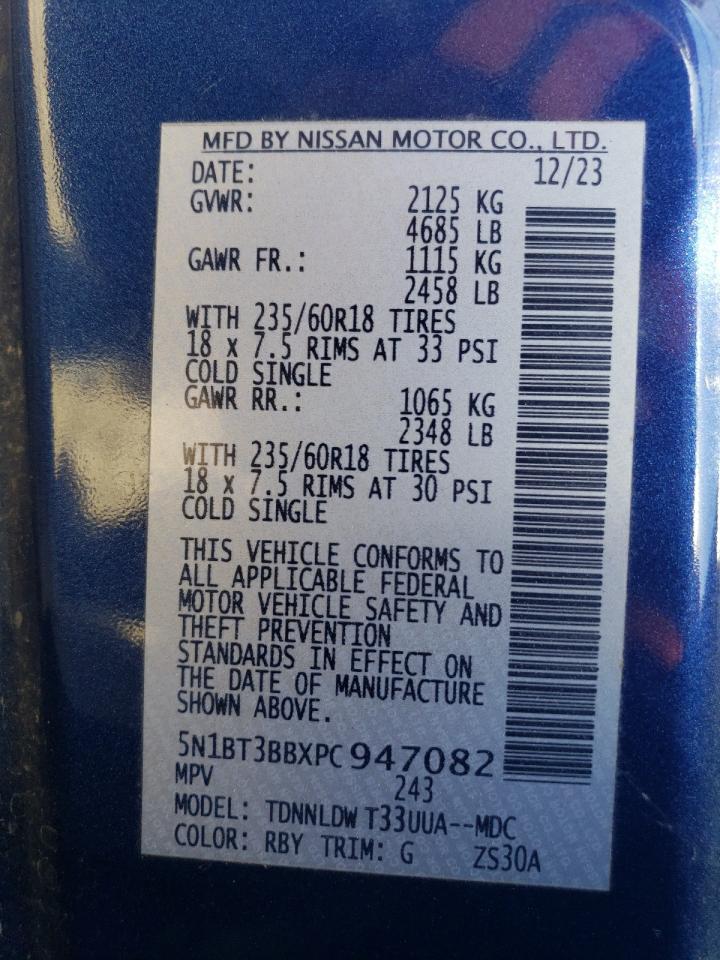 MFD BY NISSAN MOTOR CO., LTD.
DATE: 12/23
GVWR: 2125 KG
4685 LB
GAWR FR.: 1115 KG
2458 LB
WITH 235/60R18 TIRES
18 x 7.5 RIMS AT 33 PSI
COLD SINGLE
GAWR RR.: 1065 KG
2348 LB
WITH 235/60R18 TIRES
18 x 7.5 RIMS AT 30 PSI
COLD SINGLE
THIS VEHICLE CONFORMS TO
ALL APPLICABLE FEDERAL
MOTOR VEHICLE SAFETY AND
THEFT PREVENTION
STANDARDS IN EFFECT ON
THE DATE OF MANUFACTURE
SHOWN ABOVE.
5N1BT3BBXPC947082
MPV 243
MODEL: TDNNLDW T33UUA--MDC
COLOR: RBY TRIM: G ZS30A